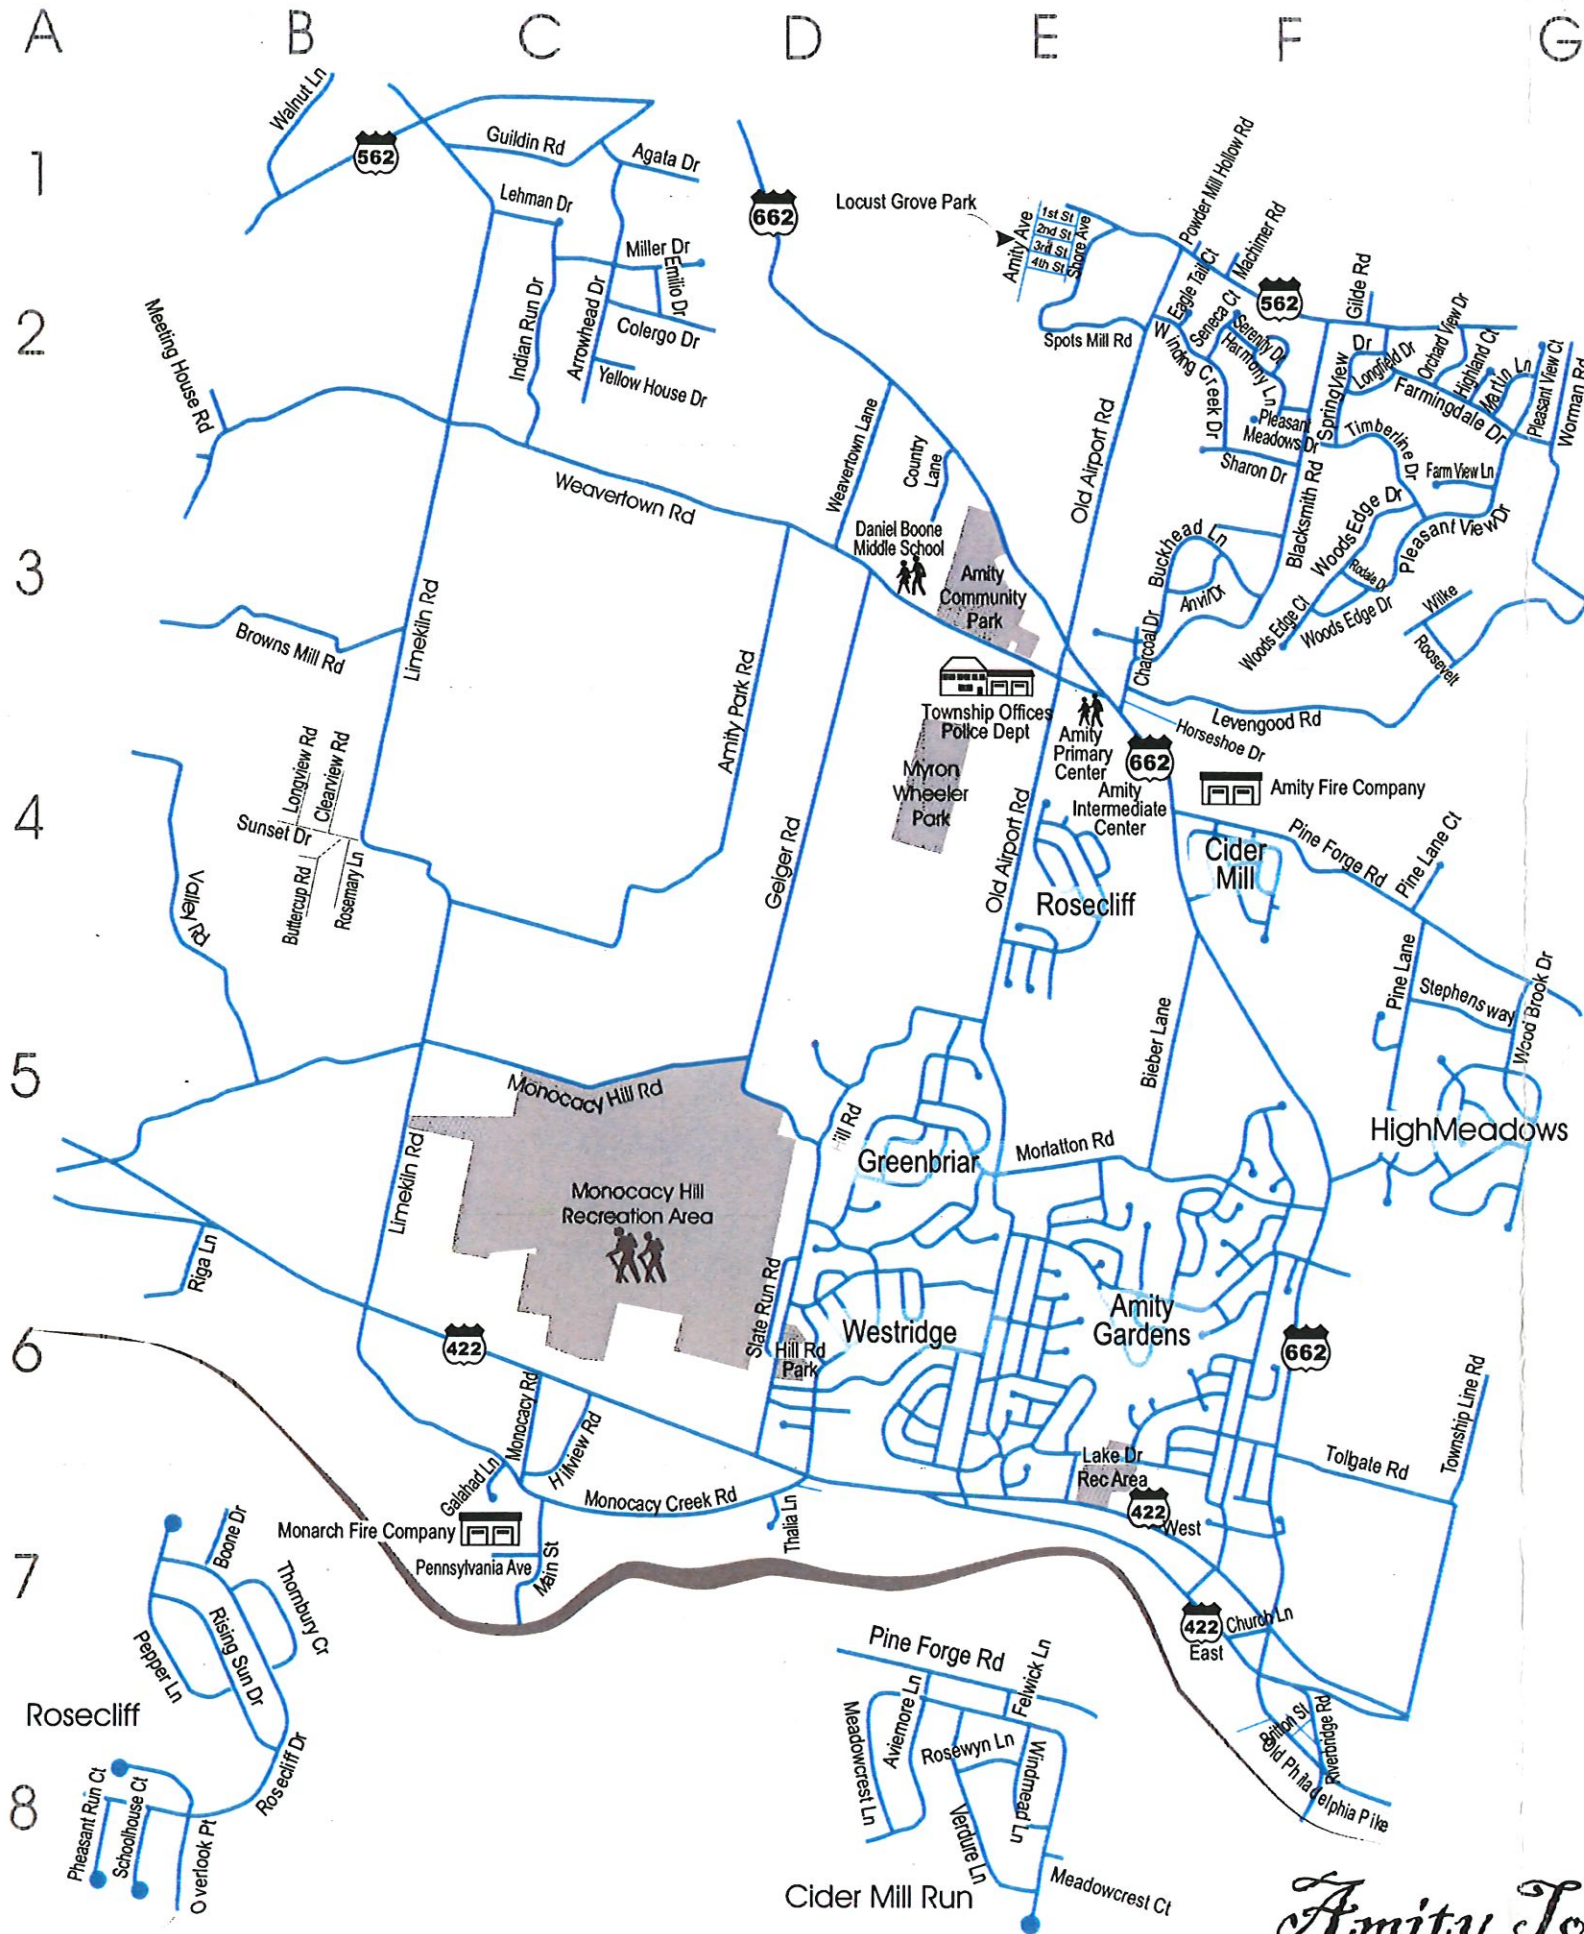 A B C D E F G
1
2
3
4
5
6
7
8
Walnut Ln
562
Guildin Rd
Agata Dr
Lehman Dr
662
Locust Grove Park
Amity Ave
1st St
2nd St
3rd St
4th St
Shore Ave
Powder Mill Hollow Rd
Machimer Rd
Eagle Tail Ct
562
Gilde Rd
Miller Dr
Emilio Dr
Indian Run Dr
Arrowhead Dr
Colergo Dr
Yellow House Dr
Meeting House Rd
Spots Mill Rd
Winding Creek Dr
Seneca Ct
Serenity Dr
Harmony Ln
SpringView Dr
Longfield Dr
Orchard View Dr
Highland Ct
Martin Ln
Pleasant View Ct
Worman Rd
Farmingdale Dr
Pleasant
Meadows Dr
Timberline Dr
Sharon Dr
Farm View Ln
Weavertown Lane
Country
Lane
Old Airport Rd
Weavertown Rd
Daniel Boone
Middle School
Amity
Community
Park
Buckhead Ln
Anvil Dr
Blacksmith Rd
Woods Edge Dr
Pleasant View Dr
Rodale Dr
Woods Edge Ct
Woods Edge Dr
Wilke
Roosevelt
Charcoal Dr
Limekiln Rd
Browns Mill Rd
Amity Park Rd
Township Offices
Police Dept
Levengood Rd
Horseshoe Dr
Amity
Primary
Center
662
Amity
Intermediate
Center
Amity Fire Company
Myron
Wheeler
Park
Longview Rd
Clearview Rd
Sunset Dr
Buttercup Rd
Rosemary Ln
Valley Rd
Geiger Rd
Old Airport Rd
Rosecliff
Cider
Mill
Pine Forge Rd
Pine Lane Ct
Pine Lane
Stephens way
Wood Brook Dr
Bieber Lane
Monocacy Hill Rd
Hill Rd
Greenbriar
Morlatton Rd
HighMeadows
Limekiln Rd
Monocacy Hill
Recreation Area
Riga Ln
Slate Run Rd
Hill Rd
Park
Westridge
Amity
Gardens
662
422
Monocacy Rd
Hillview Rd
Galahad Ln
Monocacy Creek Rd
Thalia Ln
Lake Dr
Rec Area
422
West
Tollgate Rd
Township Line Rd
Monarch Fire Company
Pennsylvania Ave
Main St
422
East
Church Ln
Britton St
Riverbridge Rd
Old Philadelphia Pike
Boone Dr
Thornbury Cr
Rising Sun Dr
Pepper Ln
Rosecliff
Rosecliff Dr
Pheasant Run Ct
Schoolhouse Ct
Overlook Pt
Pine Forge Rd
Felwick Ln
Aviemore Ln
Meadowcrest Ln
Rosewyn Ln
Windmead Ln
Verdure Ln
Meadowcrest Ct
Cider Mill Run
Amity To